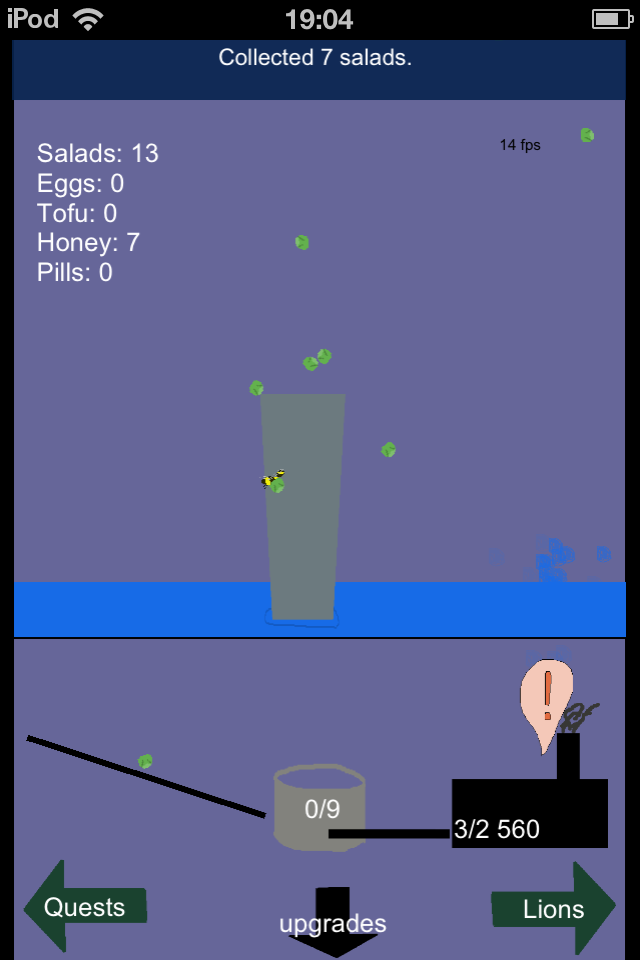 iPod 19:04
Collected 7 salads.
14 fps
Salads: 13
Eggs: 0
Tofu: 0
Honey: 7
Pills: 0
!
0/9
3/2 560
Quests
upgrades
Lions